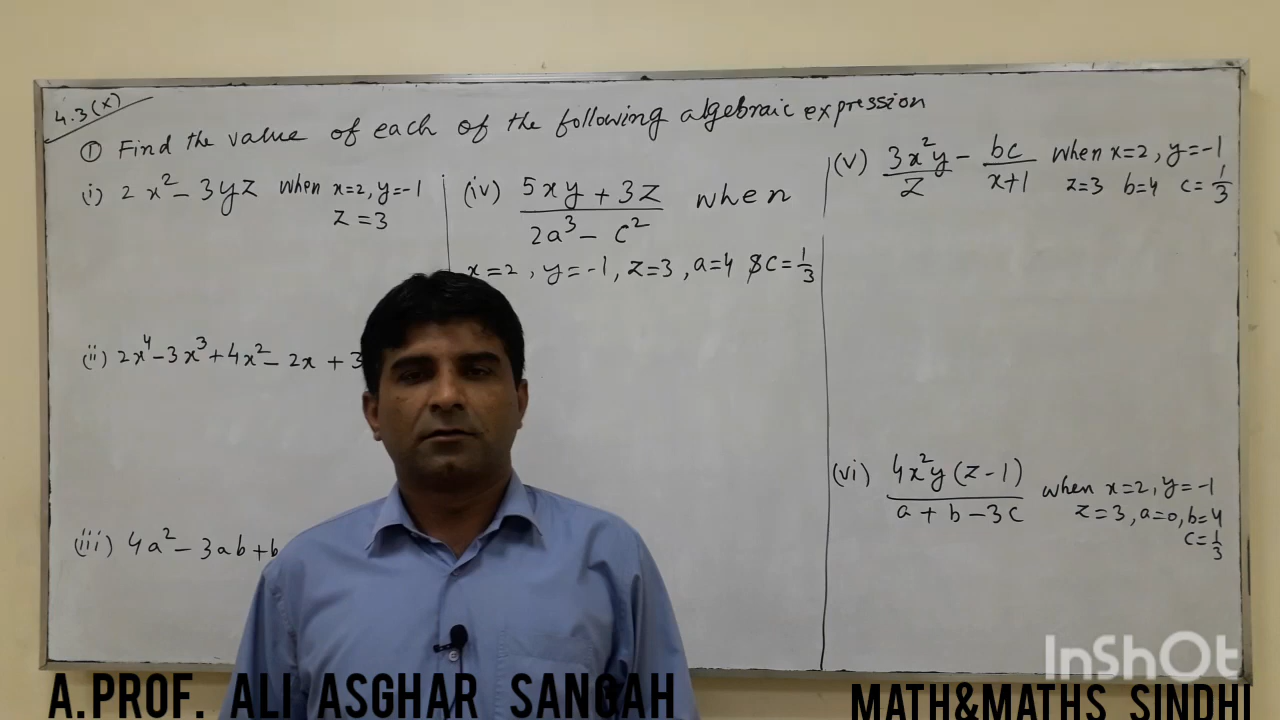 4.3(x)
① Find the value of each of the following algebraic expression
(i) 2x² - 3yz when x=2, y=-1
z=3
(ii) 2x⁴ - 3x³ + 4x² - 2x + 3
(iii) 4a² - 3ab + b
(iv) (5xy + 3z)/(2a³ - c²) when
x=2, y=-1, z=3, a=4 & c=1/3
(v) 3x²y/z - bc/(x+1) when x=2, y=-1
z=3 b=4 c=1/3
(vi) 4x²y(z-1)/(a+b-3c) when x=2, y=-1
z=3, a=0, b=4
c=1/3
InShOt
A.PROF. ALI ASGHAR SANGAH
MATH&MATHS SINDHI